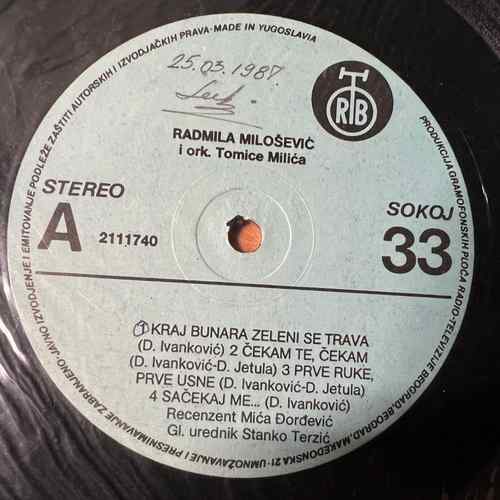 JAVNO IZVODJENJE I EMITOVANJE PODLEŽE ZAŠTITI AUTORSKIH I IZVODJAČKIH PRAVA·MADE IN YUGOSLAVIA
25.03.1987
RTB
RADMILA MILOŠEVIĆ
i ork. Tomice Milića
STEREO
SOKOJ
A
2111740
33
1 KRAJ BUNARA ZELENI SE TRAVA
(D. Ivanković) 2 ČEKAM TE, ČEKAM
(D. Ivanković-D. Jetula) 3 PRVE RUKE,
PRVE USNE (D. Ivanković-D. Jetula)
4 SAČEKAJ ME... (D. Ivanković)
Recenzent Mića Đorđević
Gl. urednik Stanko Terzić
PRODUKCIJA GRAMOFONSKIH PLOČA RADIO-TELEVIZIJE BEOGRAD, BEOGRAD, MAKEDONSKA 21·UMNOŽAVANJE I PRESNIMAVANJE ZABRANJENO·